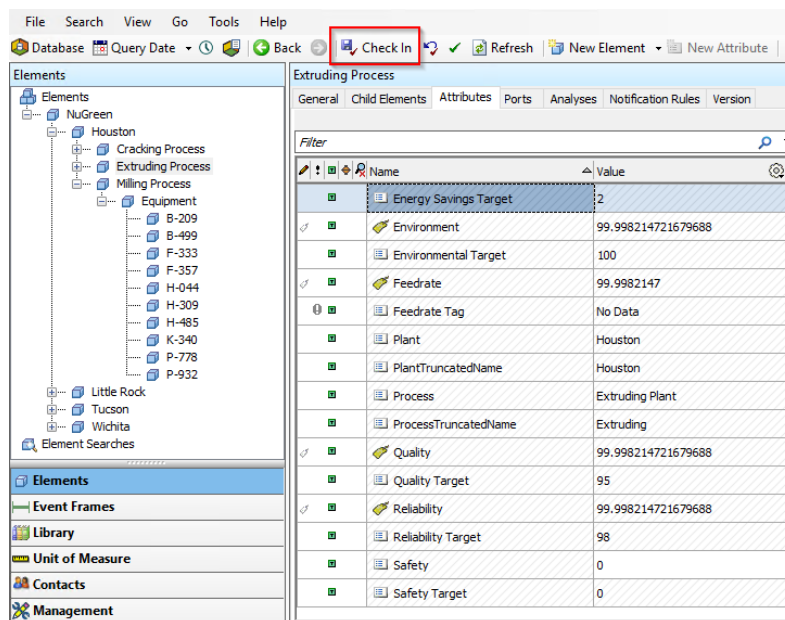 File Search View Go Tools Help
Database Query Date Back Check In Refresh New Element New Attribute
Elements
Elements
NuGreen
Houston
Cracking Process
Extruding Process
Milling Process
Equipment
B-209
B-499
F-333
F-357
H-044
H-309
H-485
K-340
P-778
P-932
Little Rock
Tucson
Wichita
Element Searches
Elements
Event Frames
Library
Unit of Measure
Contacts
Management
Extruding Process
General Child Elements Attributes Ports Analyses Notification Rules Version
Filter
Name Value
Energy Savings Target 2
Environment 99.998214721679688
Environmental Target 100
Feedrate 99.9982147
Feedrate Tag No Data
Plant Houston
PlantTruncatedName Houston
Process Extruding Plant
ProcessTruncatedName Extruding
Quality 99.998214721679688
Quality Target 95
Reliability 99.998214721679688
Reliability Target 98
Safety 0
Safety Target 0